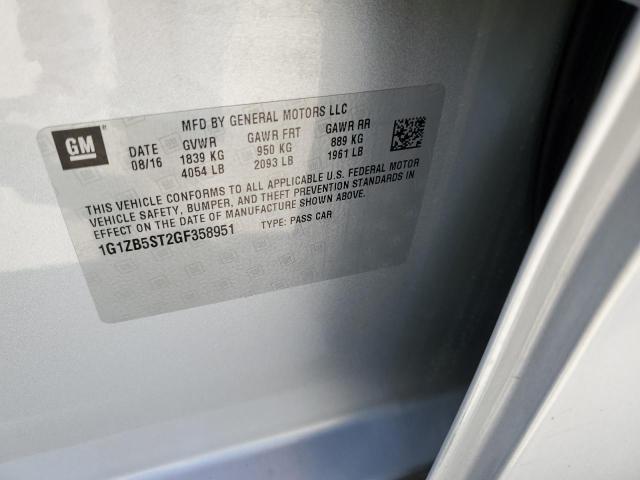 MFD BY GENERAL MOTORS LLC
GM
DATE GVWR GAWR FRT GAWR RR
08/16 1839 KG 950 KG 889 KG
4054 LB 2093 LB 1961 LB
THIS VEHICLE CONFORMS TO ALL APPLICABLE U.S. FEDERAL MOTOR
VEHICLE SAFETY, BUMPER, AND THEFT PREVENTION STANDARDS IN
EFFECT ON THE DATE OF MANUFACTURE SHOWN ABOVE.
1G1ZB5ST2GF358951 TYPE: PASS CAR